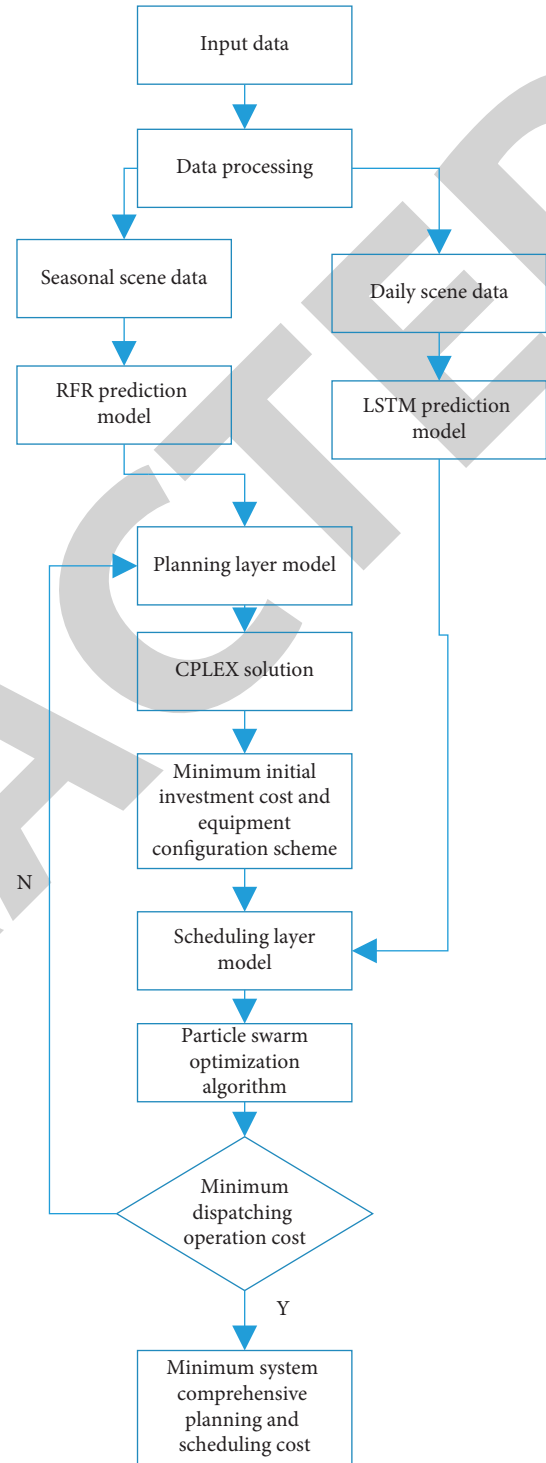 Input data
Data processing
Seasonal scene data
Daily scene data
RFR prediction
model
LSTM prediction
model
Planning layer model
CPLEX solution
Minimum initial
investment cost and
equipment
configuration scheme
N
Scheduling layer
model
Particle swarm
optimization
algorithm
Minimum
dispatching
operation cost
Y
Minimum system
comprehensive
planning and
scheduling cost